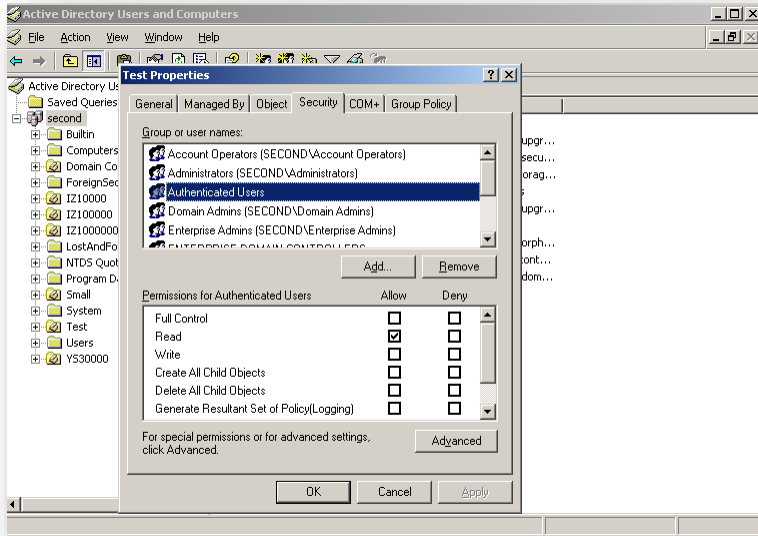 Active Directory Users and Computers
File Action View Window Help
Test Properties
Active Directory Us
Saved Queries
second
Builtin
Computers
Domain Co
ForeignSec
IZ10000
IZ100000
IZ1000000
LostAndFo
NTDS Quot
Program D
Small
System
Test
Users
YS30000
General Managed By Object Security COM+ Group Policy
Group or user names:
Account Operators (SECOND\Account Operators)
Administrators (SECOND\Administrators)
Authenticated Users
Domain Admins (SECOND\Domain Admins)
Enterprise Admins (SECOND\Enterprise Admins)
ENTERPRISE DOMAIN CONTROLLERS
Add... Remove
Permissions for Authenticated Users Allow Deny
Full Control
Read
Write
Create All Child Objects
Delete All Child Objects
Generate Resultant Set of Policy(Logging)
For special permissions or for advanced settings,
click Advanced.
Advanced
OK Cancel Apply
upgr...
secu...
orag...
upgr...
orph...
cont...
dom...